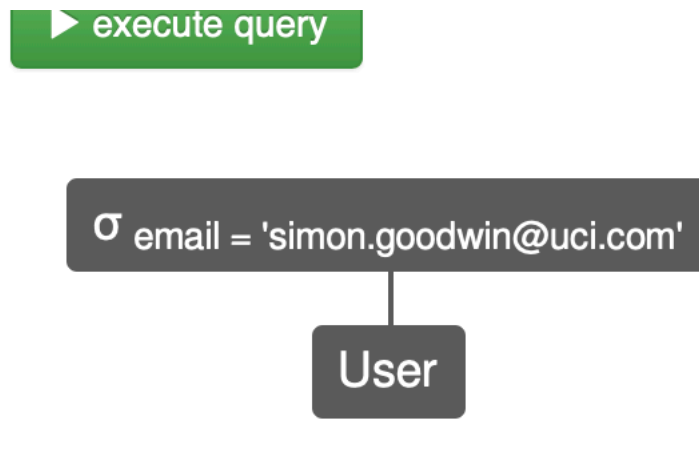 ▶ execute query
σ email = 'simon.goodwin@uci.com'
User